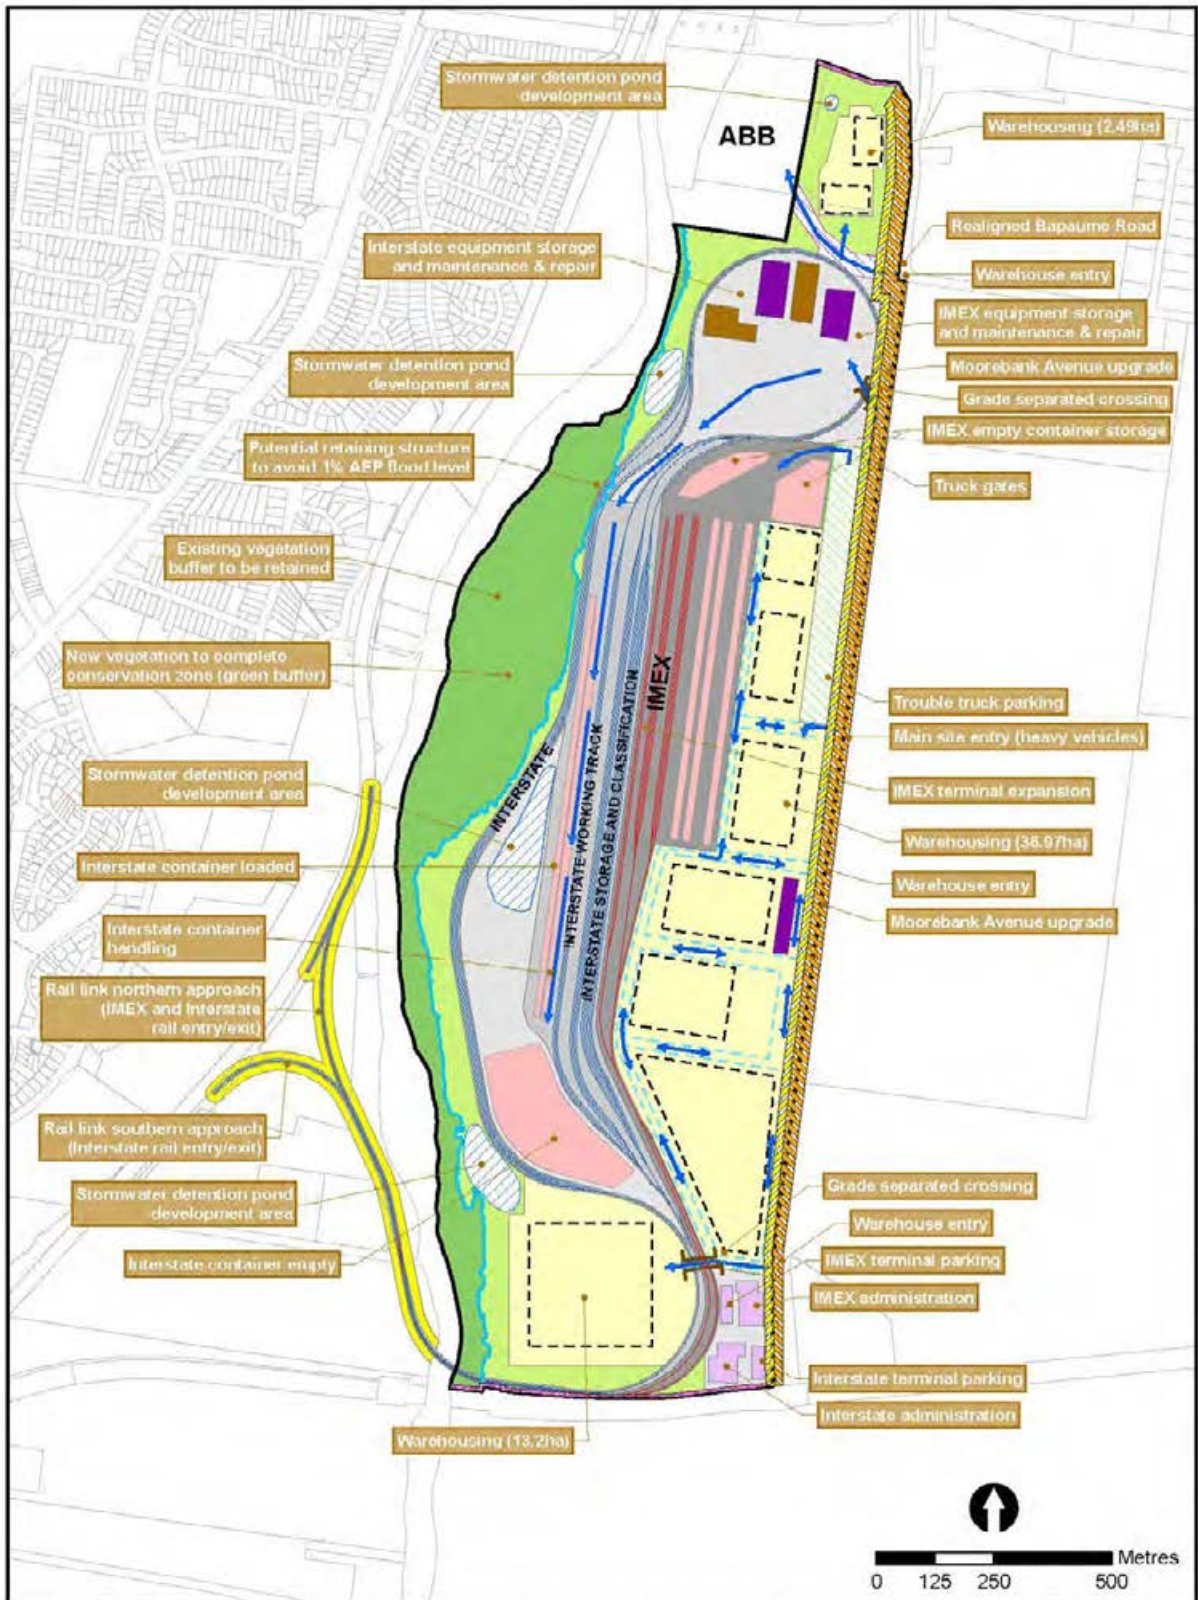 Stormwater detention pond
development area
ABB
Warehousing (2.49ha)
Realigned Bapaume Road
Interstate equipment storage
and maintenance & repair
Warehouse entry
IMEX equipment storage
and maintenance & repair
Stormwater detention pond
development area
Moorebank Avenue upgrade
Grade separated crossing
IMEX empty container storage
Potential retaining structure
to avoid 1% AEP flood level
Truck gates
Existing vegetation
buffer to be retained
New vegetation to complete
conservation zone (green buffer)
IMEX
Trouble truck parking
Main site entry (heavy vehicles)
INTERSTATE
INTERSTATE WORKING TRACK
INTERSTATE STORAGE AND CLASSIFICATION
Stormwater detention pond
development area
IMEX terminal expansion
Warehousing (36.97ha)
Interstate container loaded
Warehouse entry
Moorebank Avenue upgrade
Interstate container
handling
Rail link northern approach
(IMEX and Interstate
rail entry/exit)
Rail link southern approach
(Interstate rail entry/exit)
Stormwater detention pond
development area
Grade separated crossing
Warehouse entry
Interstate container empty
IMEX terminal parking
IMEX administration
Interstate terminal parking
Interstate administration
Warehousing (13.2ha)
Metres
0 125 250 500